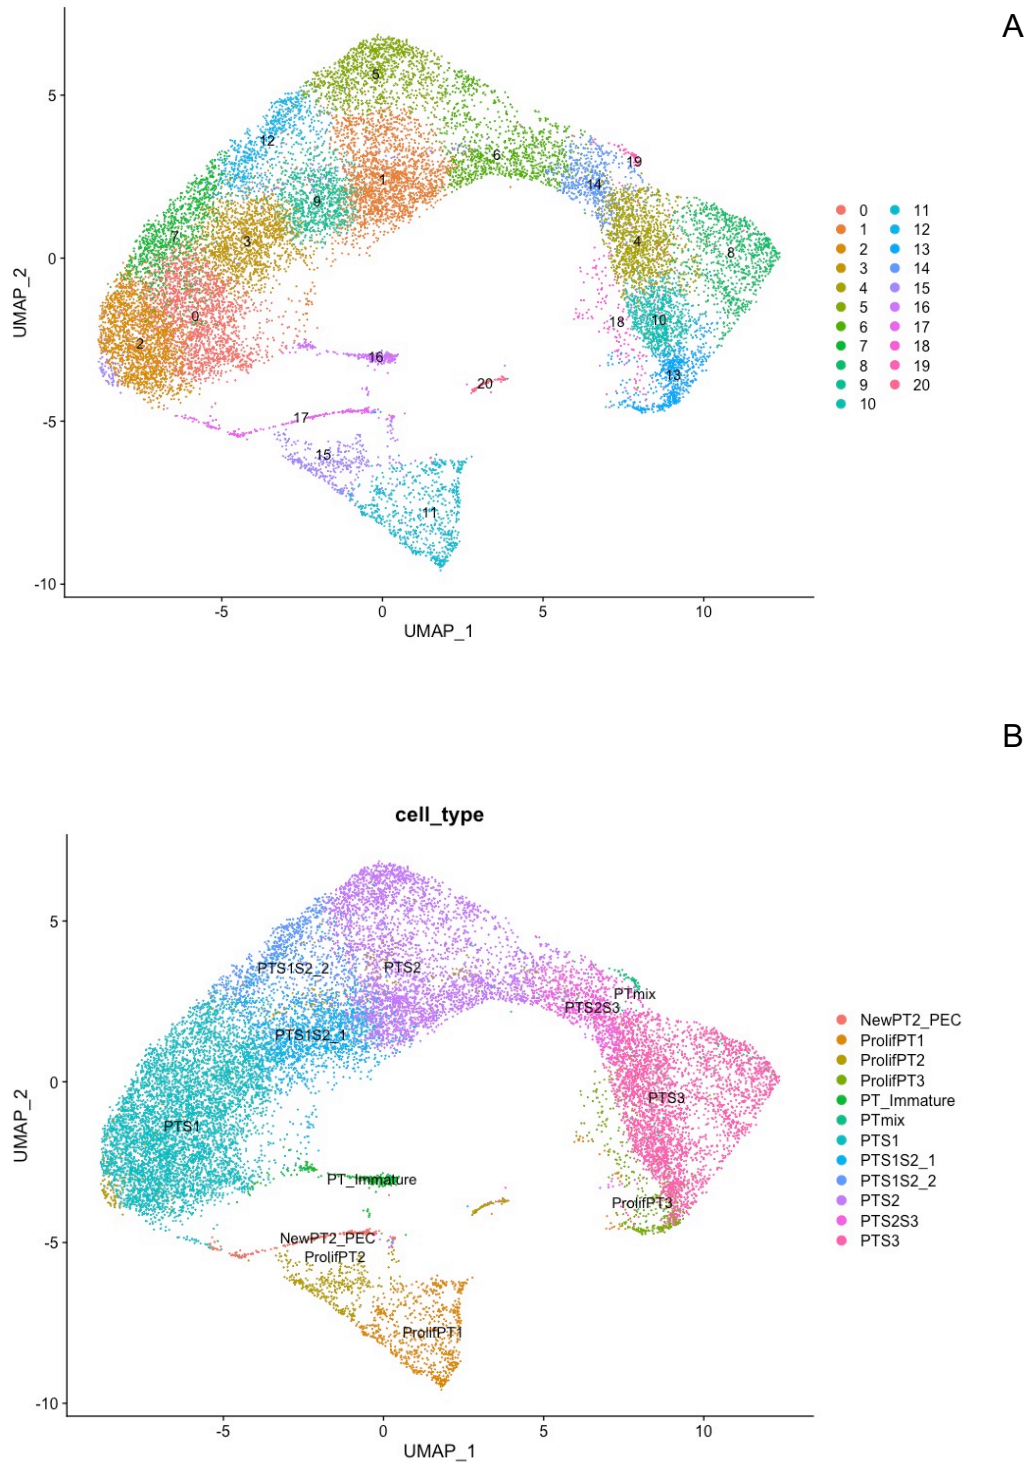 A
5
5
12
6
1
19
14
9
7
3
4
8
0
0
-5
-10
2
18
10
16
13
20
17
15
11
UMAP_2
-5
0
5
10
UMAP_1
0
11
1
12
2
13
3
14
4
15
5
16
6
17
7
18
8
19
9
20
10
B
cell_type
5
0
-5
-10
UMAP_2
PTS1S2_2
PTS2
PTmix
PTS2S3
PTS1S2_1
PTS3
PTS1
PT_Immature
ProlifPT3
NewPT2_PEC
ProlifPT2
ProlifPT1
-5
0
5
10
UMAP_1
NewPT2_PEC
ProlifPT1
ProlifPT2
ProlifPT3
PT_Immature
PTmix
PTS1
PTS1S2_1
PTS1S2_2
PTS2
PTS2S3
PTS3